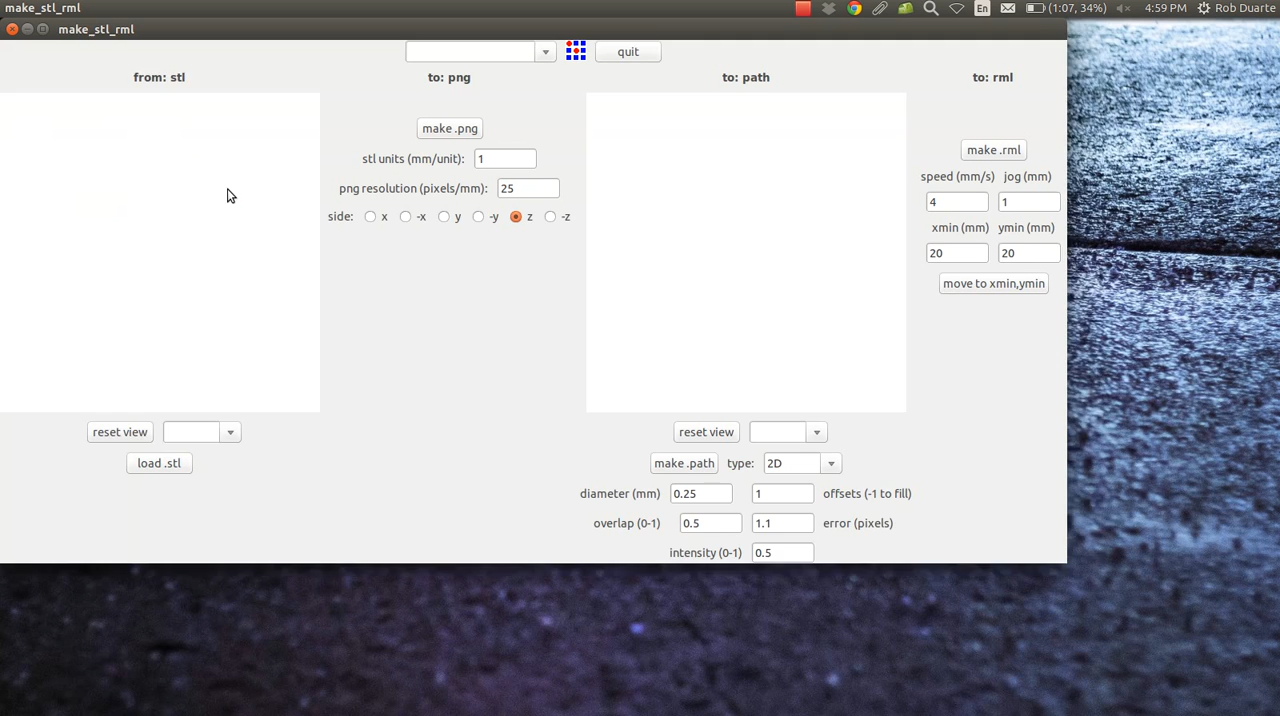 make_stl_rml
En
(1:07, 34%)
4:59 PM
Rob Duarte
make_stl_rml
quit
from: stl
to: png
to: path
to: rml
make .png
stl units (mm/unit):
1
png resolution (pixels/mm):
25
side:
x
-x
y
-y
z
-z
make .rml
speed (mm/s)
jog (mm)
4
1
xmin (mm)
ymin (mm)
20
20
move to xmin,ymin
reset view
load .stl
reset view
make .path
type:
2D
diameter (mm)
0.25
1
offsets (-1 to fill)
overlap (0-1)
0.5
1.1
error (pixels)
intensity (0-1)
0.5